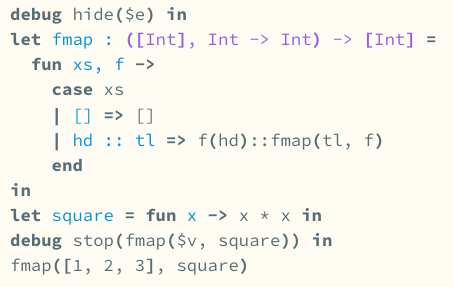 debug hide($e) in
let fmap : ([Int], Int -> Int) -> [Int] =
  fun xs, f ->
    case xs
    | [] => []
    | hd :: tl => f(hd)::fmap(tl, f)
    end
in
let square = fun x -> x * x in
debug stop(fmap($v, square)) in
fmap([1, 2, 3], square)